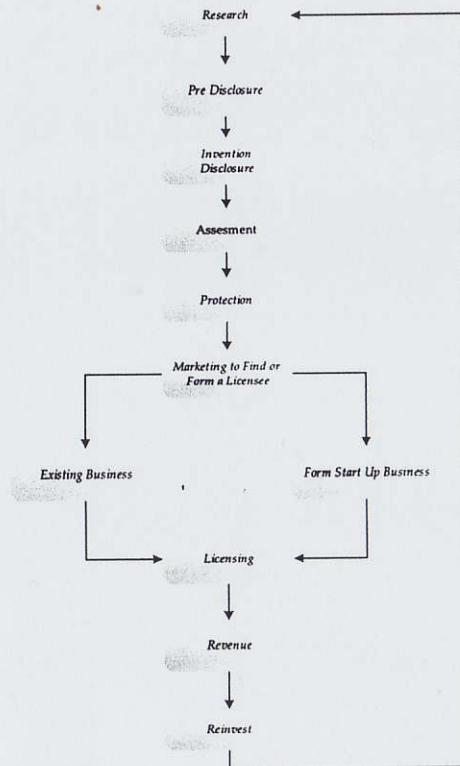 Research
Pre Disclosure
Invention
Disclosure
Assesment
Protection
Marketing to Find or
Form a Licensee
Existing Business
Form Start Up Business
Licensing
Revenue
Reinvest